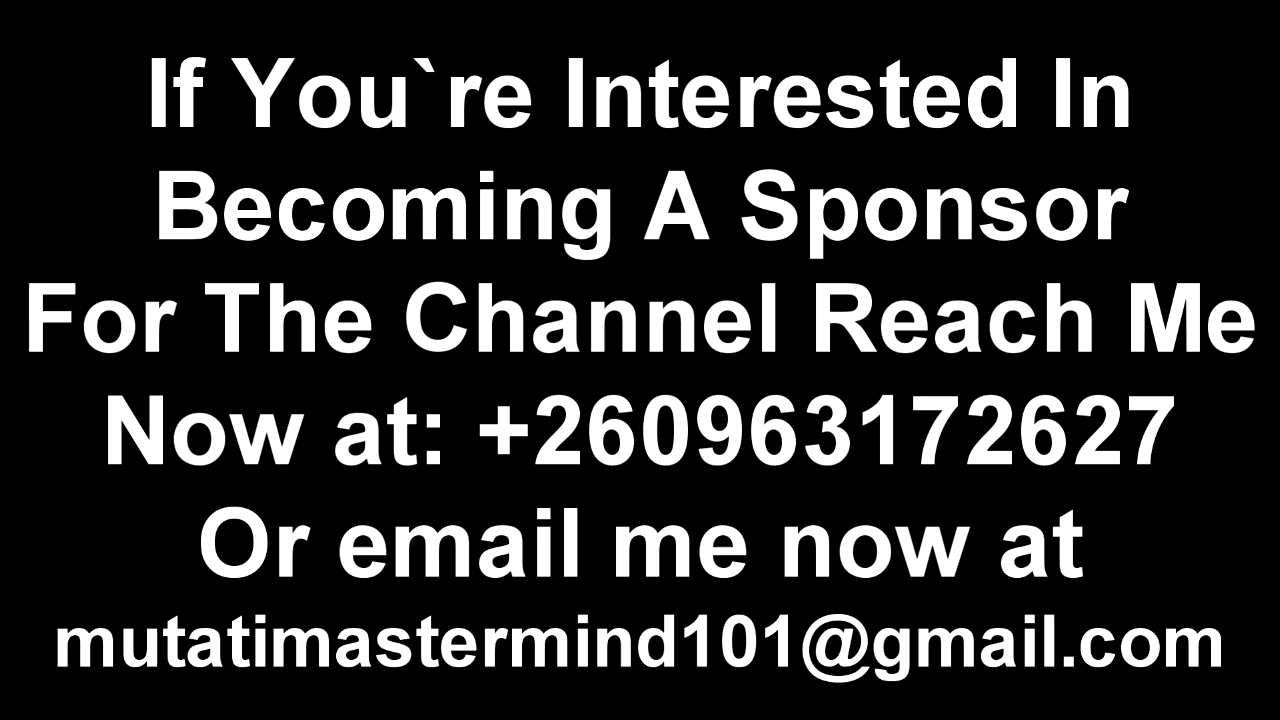 If You`re Interested In
Becoming A Sponsor
For The Channel Reach Me
Now at: +260963172627
Or email me now at
mutatimastermind101@gmail.com